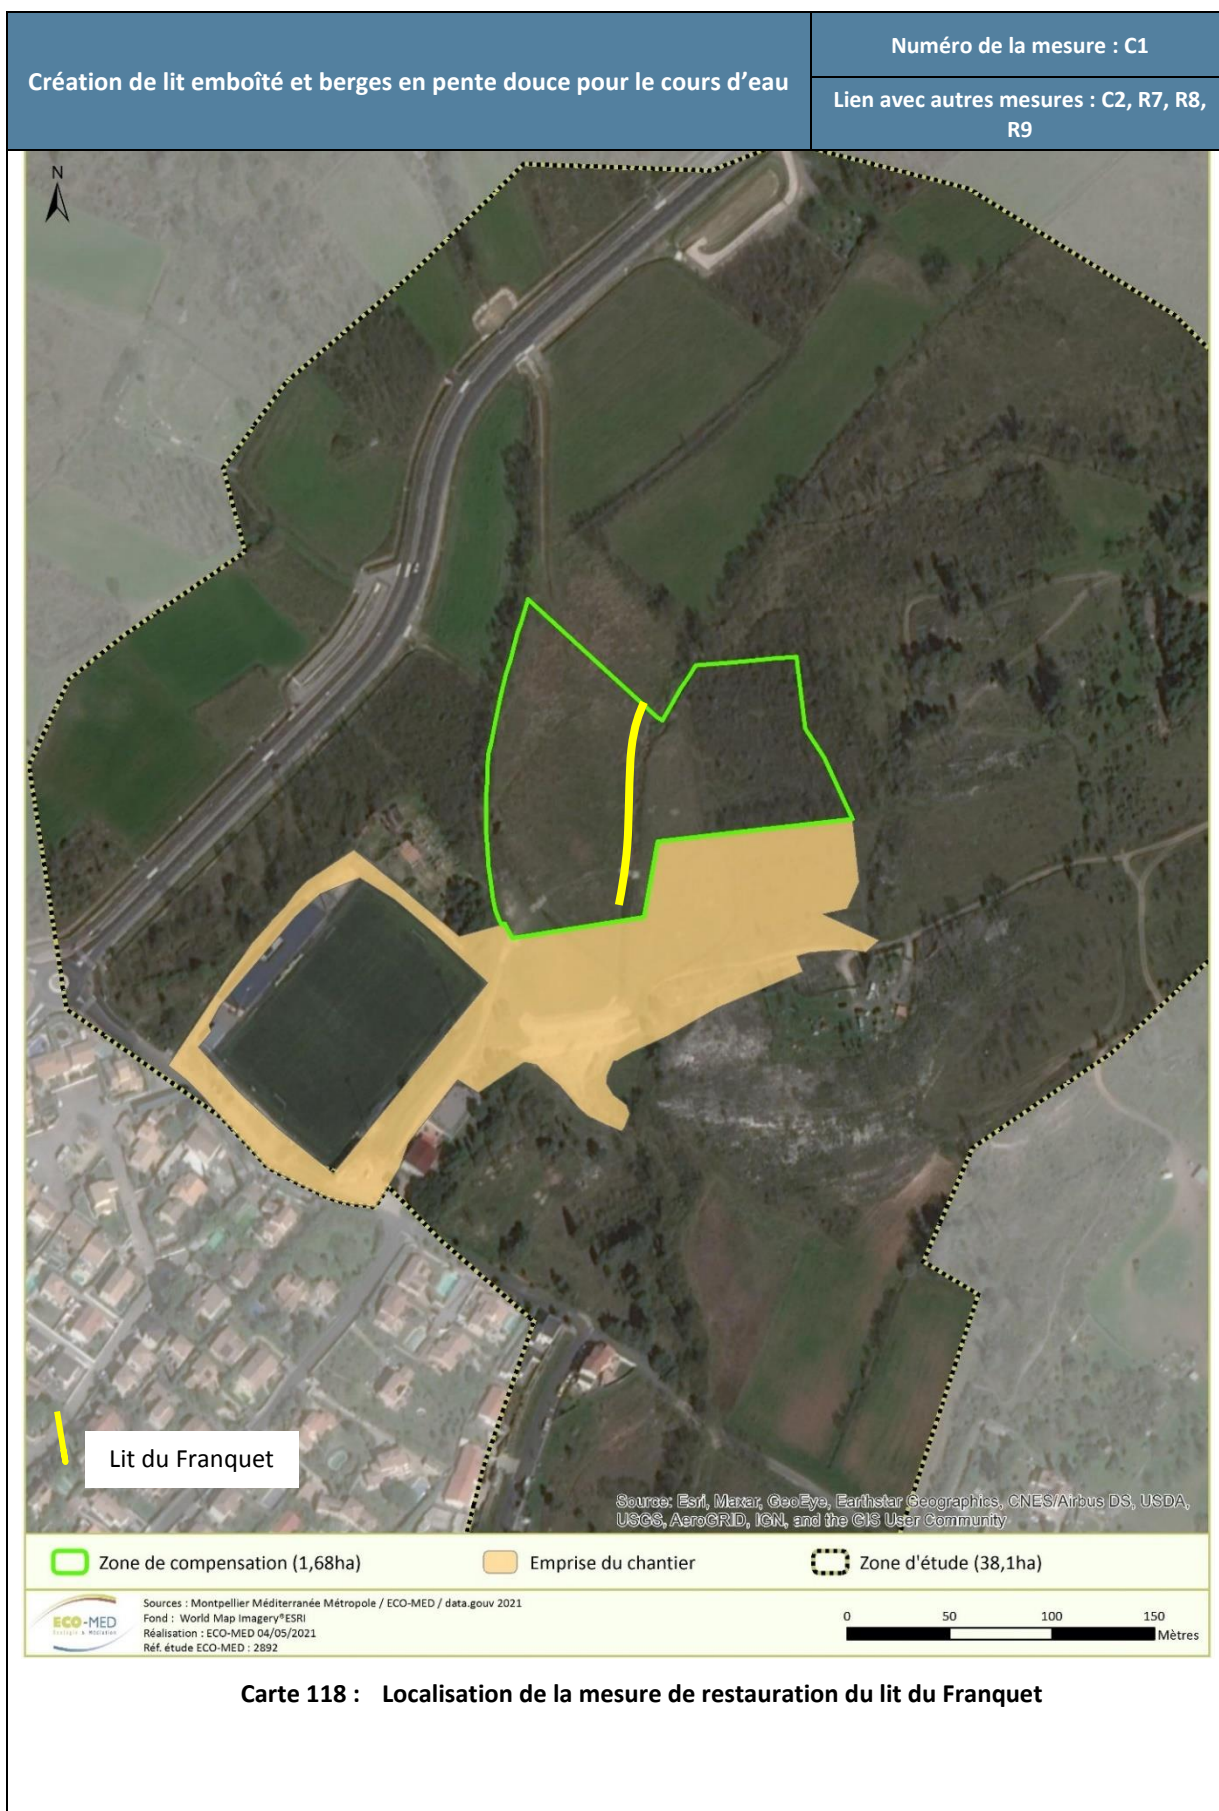 Création de lit emboîté et berges en pente douce pour le cours d’eau
Numéro de la mesure : C1
Lien avec autres mesures : C2, R7, R8,
R9
N
Lit du Franquet
Source: Esri, Maxar, GeoEye, Earthstar Geographics, CNES/Airbus DS, USDA,
USGS, AeroGRID, IGN, and the GIS User Community
Zone de compensation (1,68ha)
Emprise du chantier
Zone d'étude (38,1ha)
ECO-MED
Ecologie & Médiation
Sources : Montpellier Méditerranée Métropole / ECO-MED / data.gouv 2021
Fond : World Map Imagery®ESRI
Réalisation : ECO-MED 04/05/2021
Réf. étude ECO-MED : 2892
0 50 100 150
Mètres
Carte 118 : Localisation de la mesure de restauration du lit du Franquet